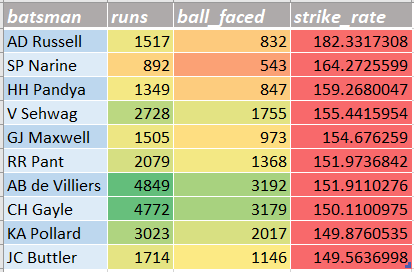 batsman runs ball_faced strike_rate
AD Russell 1517 832 182.3317308
SP Narine 892 543 164.2725599
HH Pandya 1349 847 159.2680047
V Sehwag 2728 1755 155.4415954
GJ Maxwell 1505 973 154.676259
RR Pant 2079 1368 151.9736842
AB de Villiers 4849 3192 151.9110276
CH Gayle 4772 3179 150.1100975
KA Pollard 3023 2017 149.8760535
JC Buttler 1714 1146 149.5636998